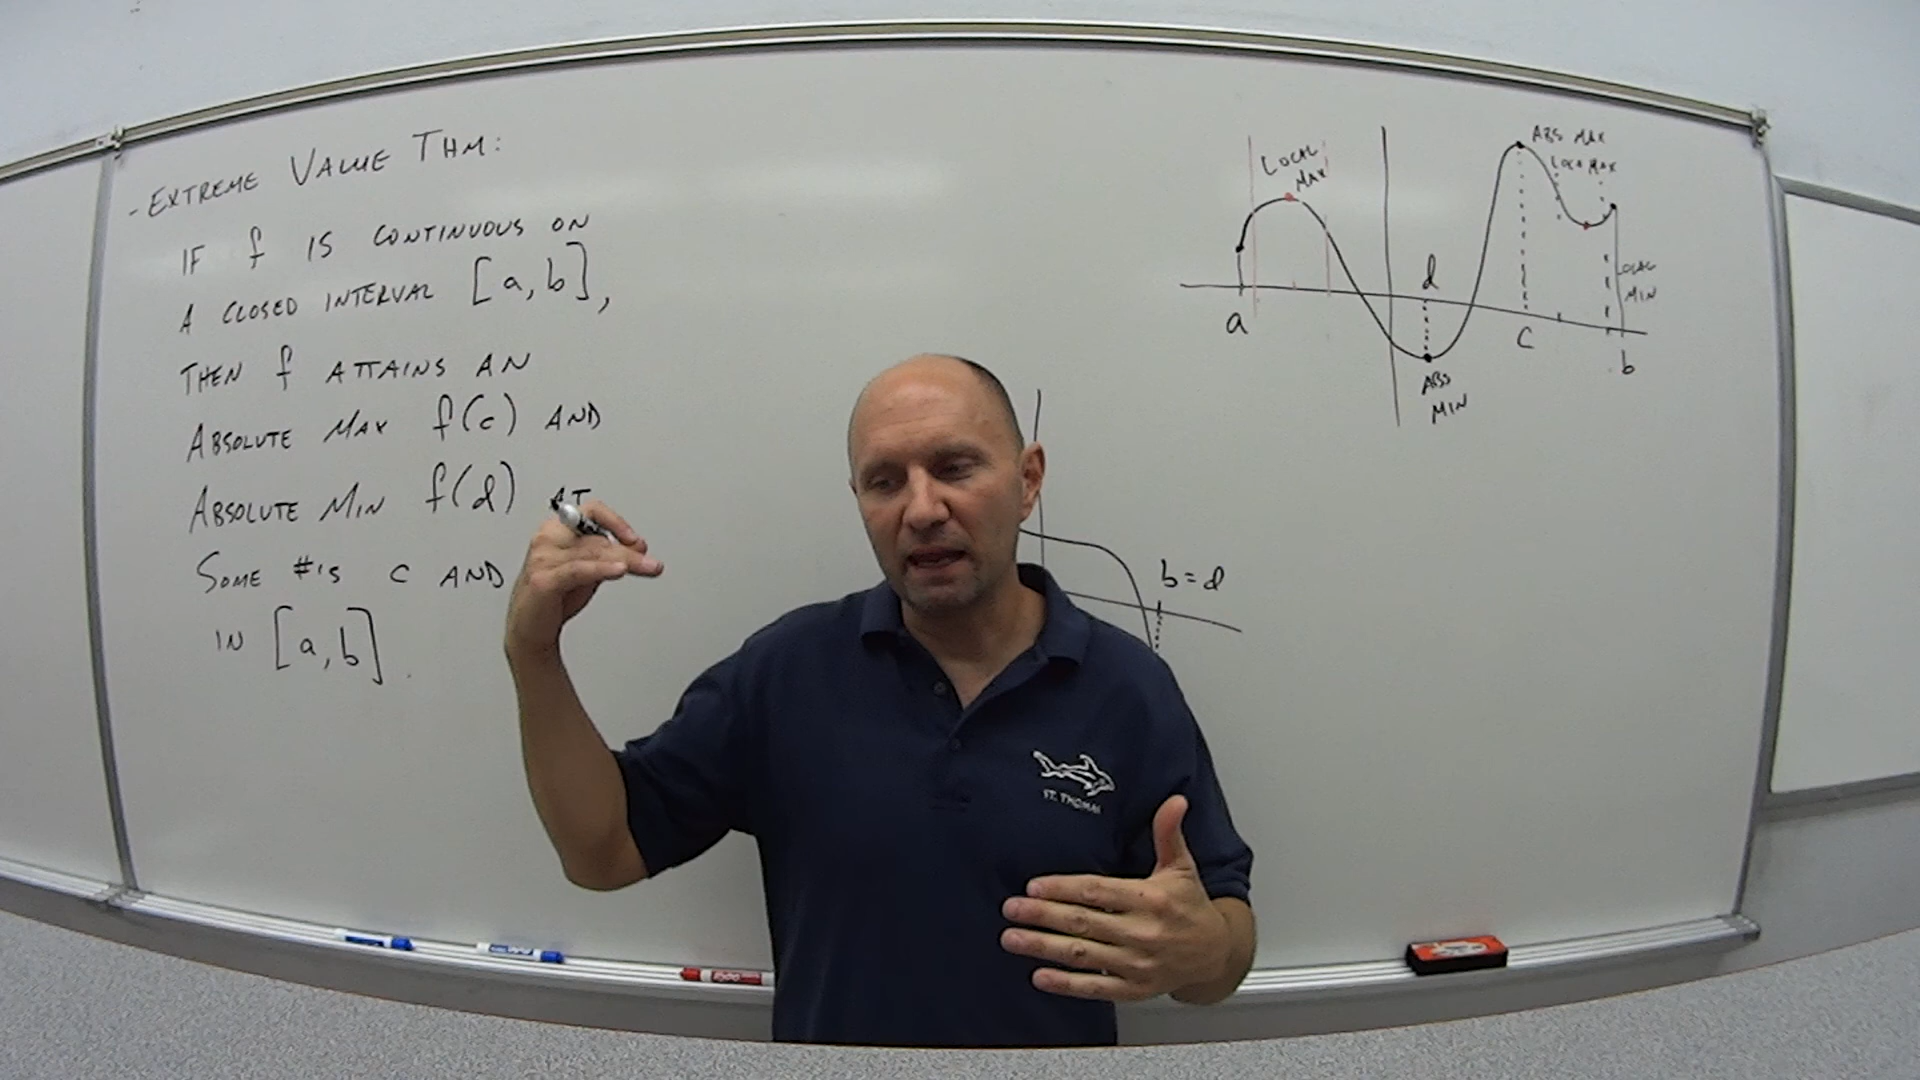 - EXTREME VALUE THM:
IF f IS CONTINUOUS ON
A CLOSED INTERVAL [a, b],
THEN f ATTAINS AN
ABSOLUTE MAX f(c) AND
ABSOLUTE MIN f(d) AT
SOME #'S C AND
IN [a, b].
LOCAL
MAX
ABS MAX
LOCAL MAX
d
LOCAL
MIN
a
c
b
ABS
MIN
b = d
ST. THOMAS
EXPO